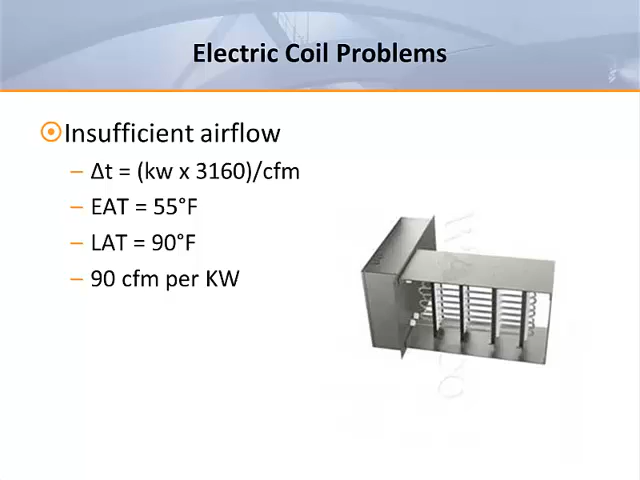 Electric Coil Problems
Insufficient airflow
– Δt = (kw x 3160)/cfm
– EAT = 55°F
– LAT = 90°F
– 90 cfm per KW